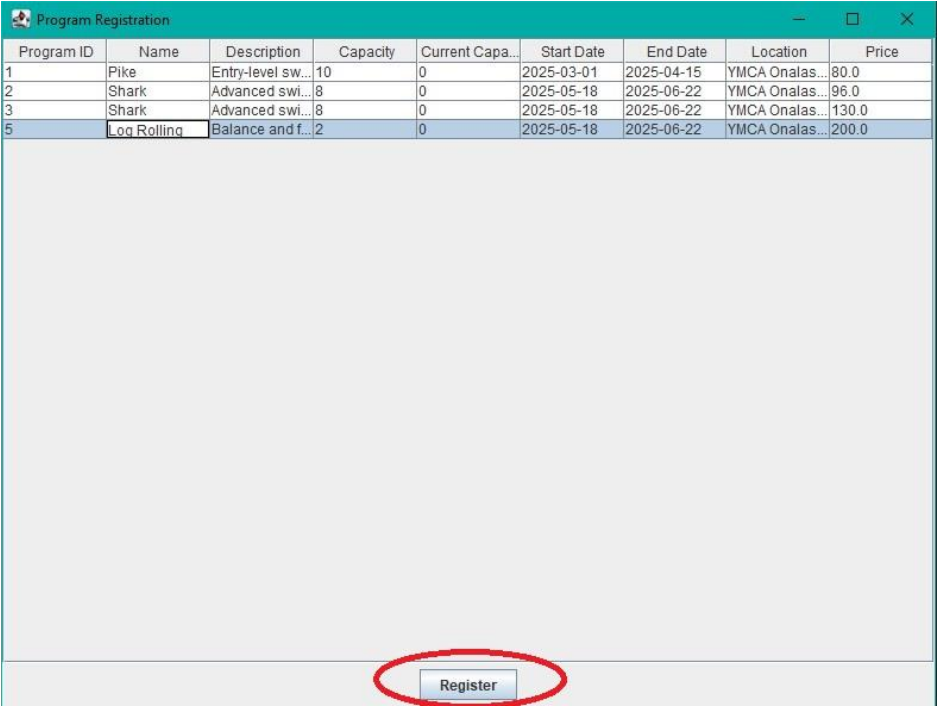 Program Registration
Program ID Name Description Capacity Current Capa... Start Date End Date Location Price
1 Pike Entry-level sw... 10 0 2025-03-01 2025-04-15 YMCA Onalas... 80.0
2 Shark Advanced swi... 8 0 2025-05-18 2025-06-22 YMCA Onalas... 96.0
3 Shark Advanced swi... 8 0 2025-05-18 2025-06-22 YMCA Onalas... 130.0
5 Log Rolling Balance and f... 2 0 2025-05-18 2025-06-22 YMCA Onalas... 200.0
Register